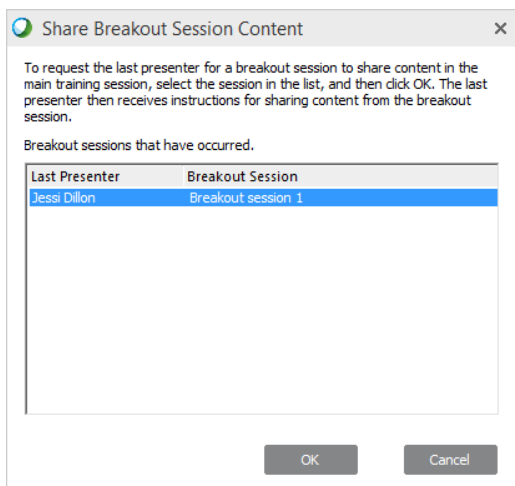 Share Breakout Session Content
To request the last presenter for a breakout session to share content in the
main training session, select the session in the list, and then click OK. The last
presenter then receives instructions for sharing content from the breakout
session.
Breakout sessions that have occurred.
Last Presenter Breakout Session
Jessi Dillon Breakout session 1
OK Cancel